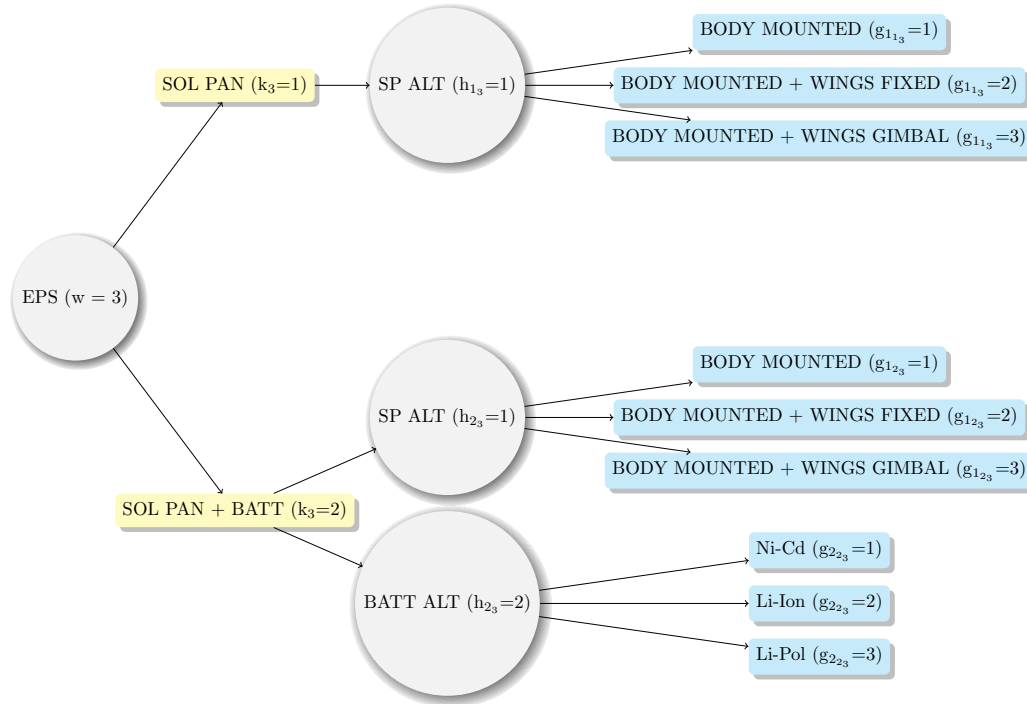 BODY MOUNTED (g₁₁₃=1)
SOL PAN (k₃=1)
SP ALT (h₁₃=1)
BODY MOUNTED + WINGS FIXED (g₁₁₃=2)
BODY MOUNTED + WINGS GIMBAL (g₁₁₃=3)
EPS (w = 3)
BODY MOUNTED (g₁₂₃=1)
SP ALT (h₂₃=1)
BODY MOUNTED + WINGS FIXED (g₁₂₃=2)
BODY MOUNTED + WINGS GIMBAL (g₁₂₃=3)
SOL PAN + BATT (k₃=2)
Ni-Cd (g₂₂₃=1)
BATT ALT (h₂₃=2)
Li-Ion (g₂₂₃=2)
Li-Pol (g₂₂₃=3)